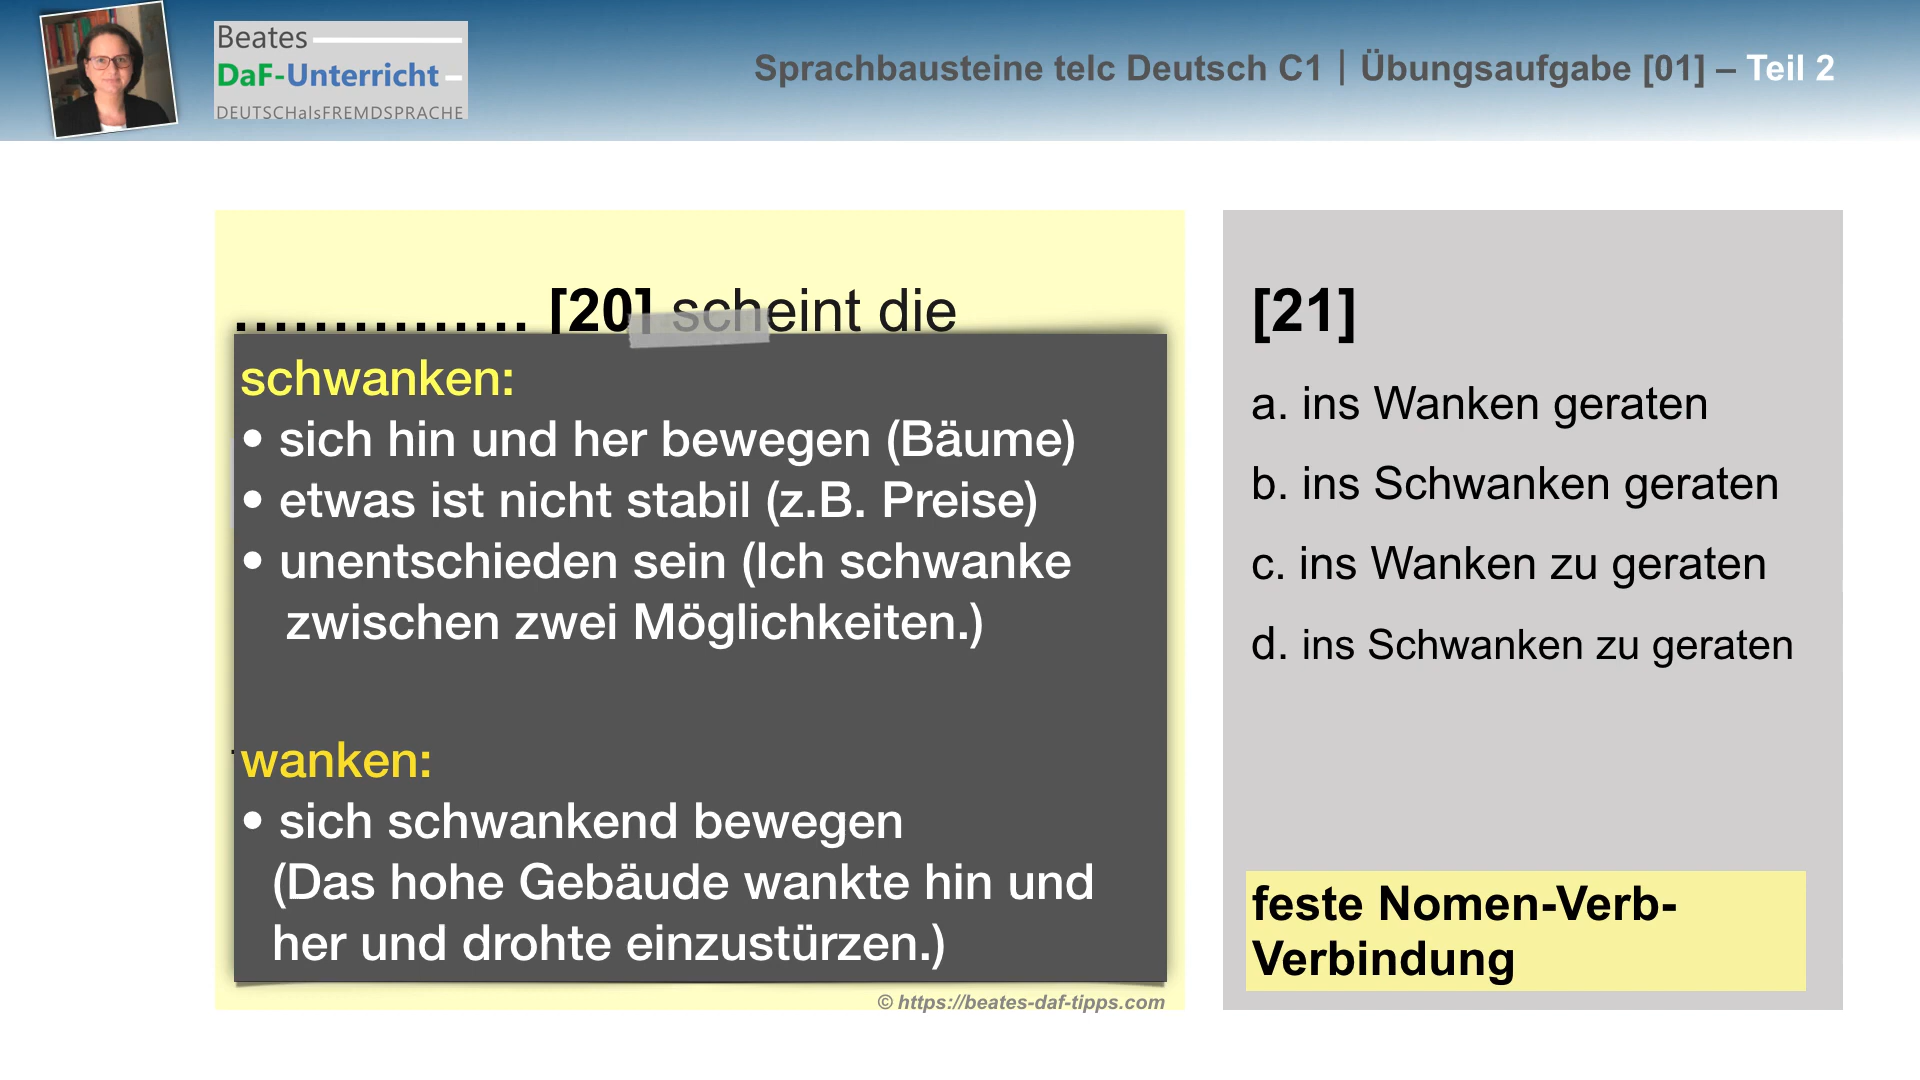 Beates
DaF-Unterricht
DEUTSCHalsFREMDSPRACHE
Sprachbausteine telc Deutsch C1 | Übungsaufgabe [01] – Teil 2
............... [20] scheint die
schwanken:
• sich hin und her bewegen (Bäume)
• etwas ist nicht stabil (z.B. Preise)
• unentschieden sein (Ich schwanke
zwischen zwei Möglichkeiten.)
wanken:
• sich schwankend bewegen
(Das hohe Gebäude wankte hin und
her und drohte einzustürzen.)
© https://beates-daf-tipps.com
[21]
a. ins Wanken geraten
b. ins Schwanken geraten
c. ins Wanken zu geraten
d. ins Schwanken zu geraten
feste Nomen-Verb-
Verbindung